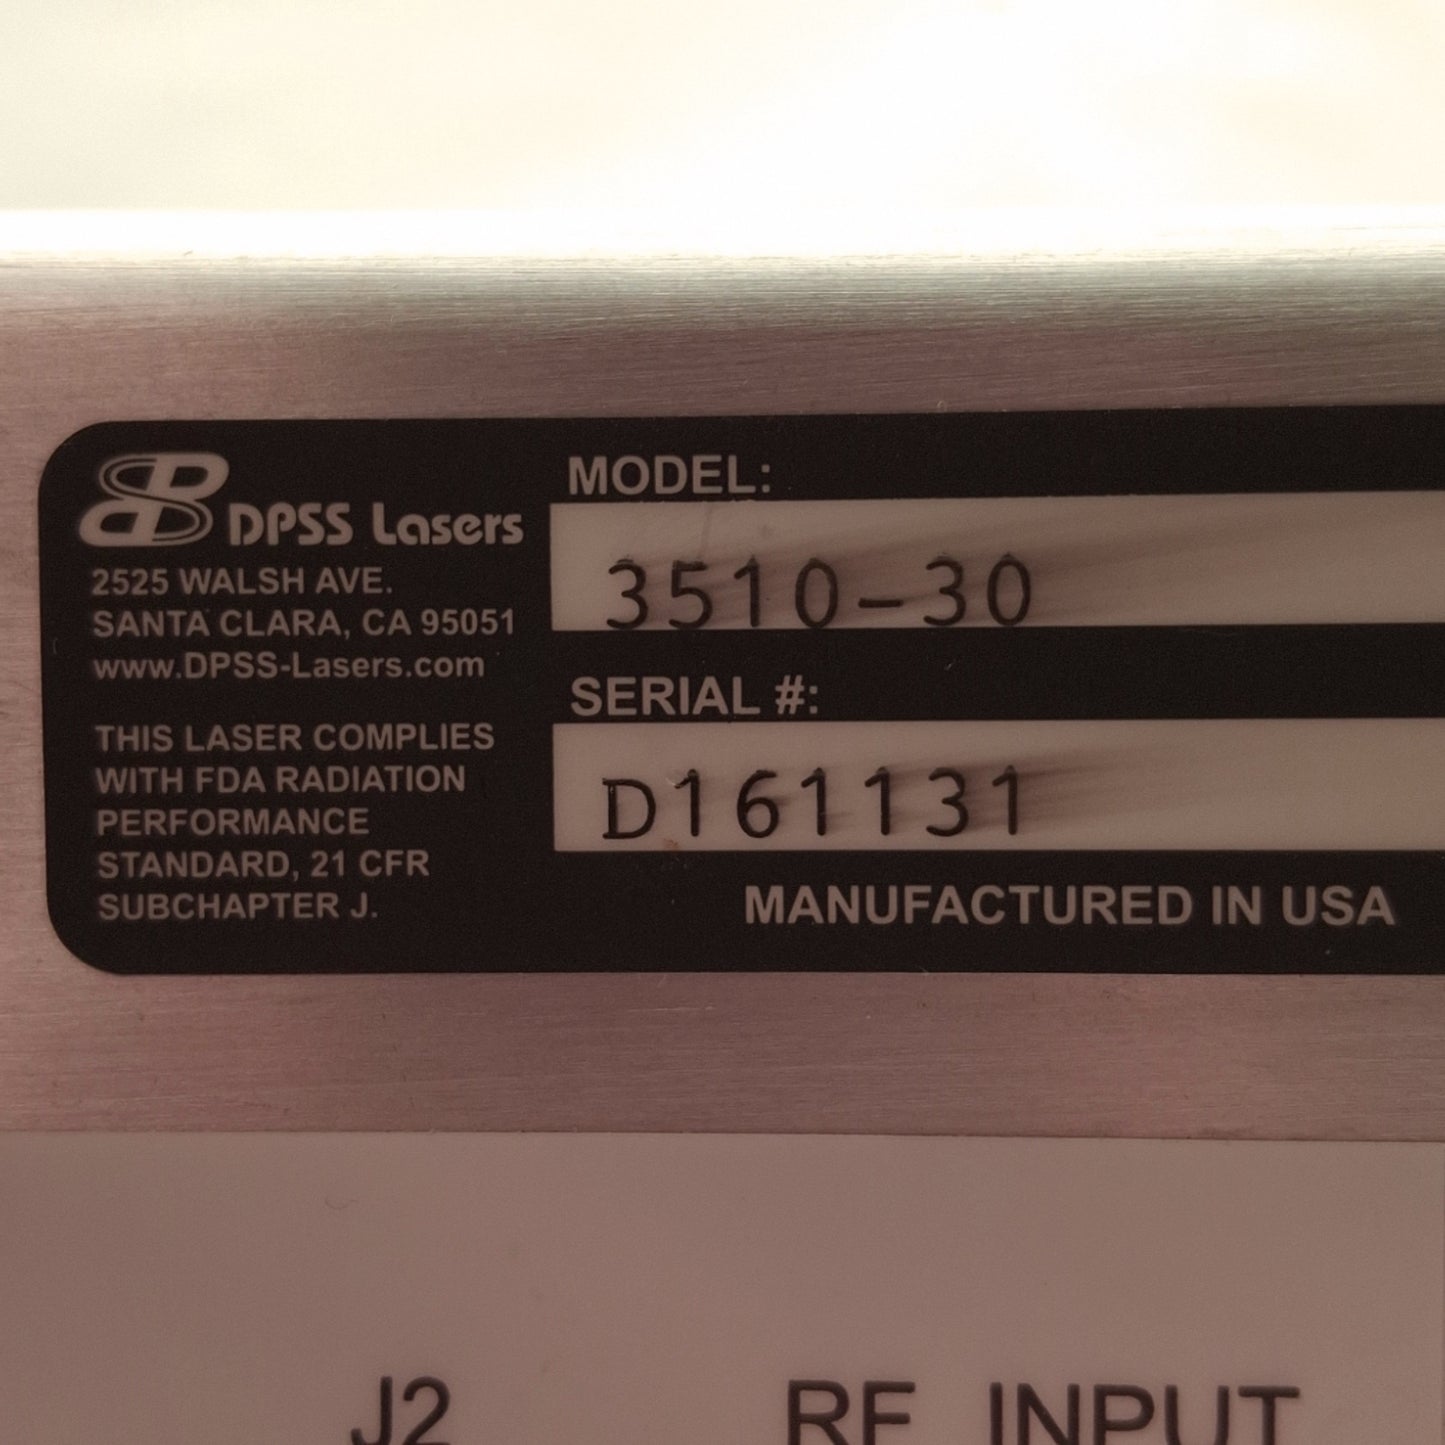 DPSS Lasers
2525 WALSH AVE.
SANTA CLARA, CA 95051
www.DPSS-Lasers.com
THIS LASER COMPLIES
WITH FDA RADIATION
PERFORMANCE
STANDARD, 21 CFR
SUBCHAPTER J.
MODEL:
3510-30
SERIAL #:
D161131
MANUFACTURED IN USA
J2
RF INPUT